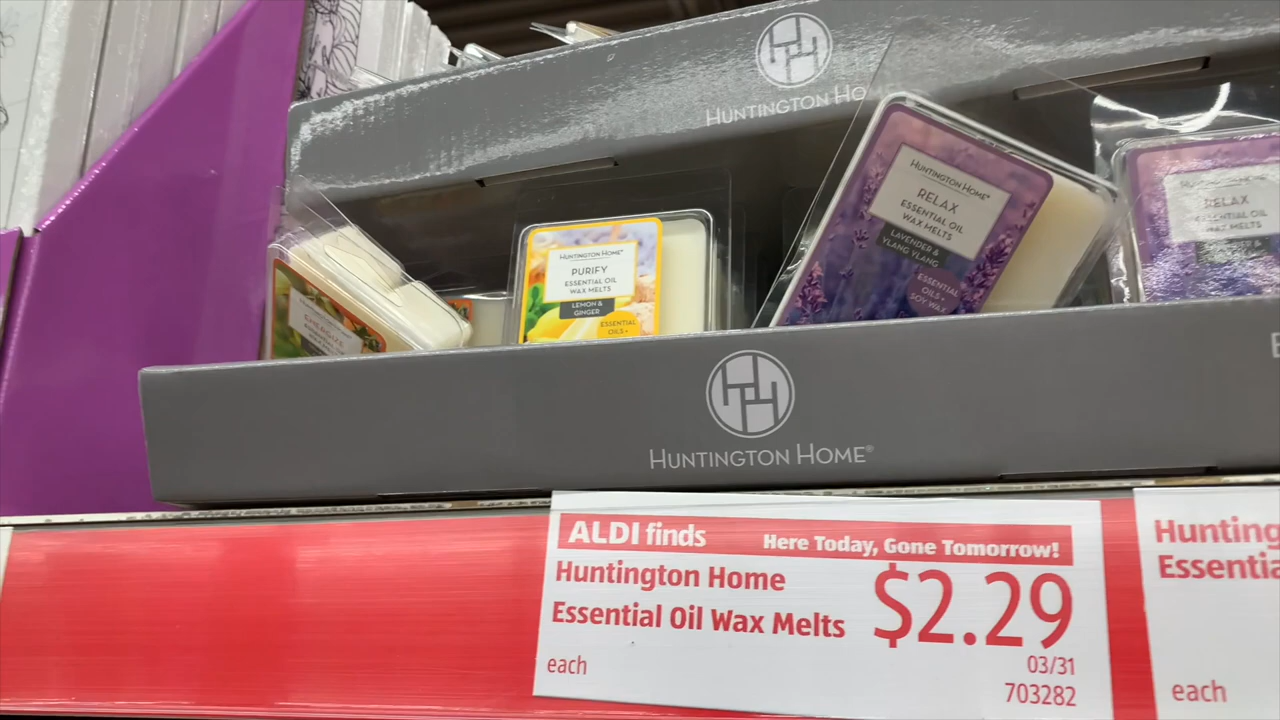 HUNTINGTON HO
HUNTINGTON HOME®
RELAX
ESSENTIAL OIL
WAX MELTS
LAVENDER &
YLANG YLANG
ESSENTIAL
OILS +
SOY WAX
RELAX
ESSENTIAL OIL
WAX MELTS
HUNTINGTON HOME®
PURIFY
ESSENTIAL OIL
WAX MELTS
LEMON &
GINGER
ESSENTIAL
OILS+
HUNTINGTON HOME®
ALDI finds
Here Today, Gone Tomorrow!
Huntington Home
Essential Oil Wax Melts
$2.29
each
03/31
703282
Hunting
Essentia
each